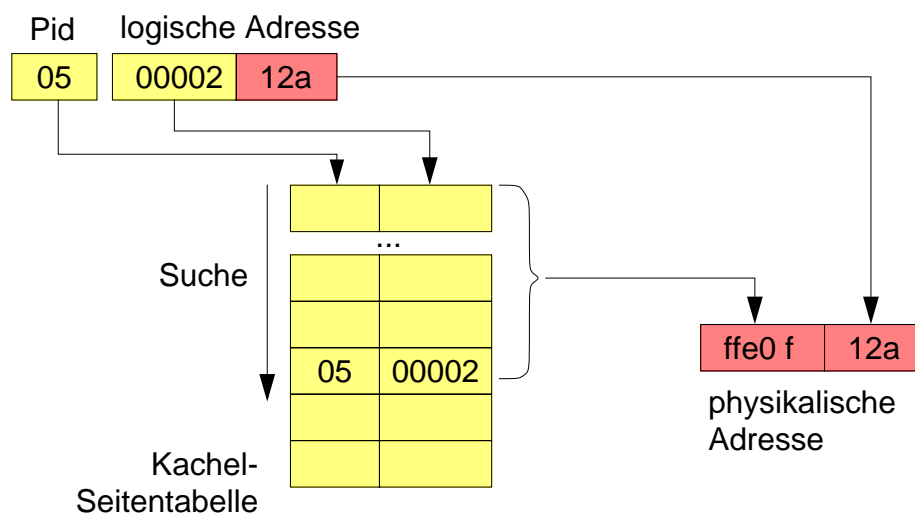 Pid logische Adresse
05 00002 12a
...
Suche
05 00002
ffe0 f 12a
physikalische
Adresse
Kachel-
Seitentabelle